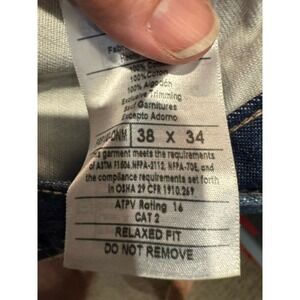 100% Cotton
100% Algodón
Exclusive Trimming
Sauf Garnitures
Excepto Adorno
38 x 34
This garment meets the requirements
of ASTM F1506, NFPA-2112, NFPA-70E, and
the compliance requirements set forth
in OSHA 29 CFR 1910.269
ATPV Rating 16
CAT 2
RELAXED FIT
DO NOT REMOVE